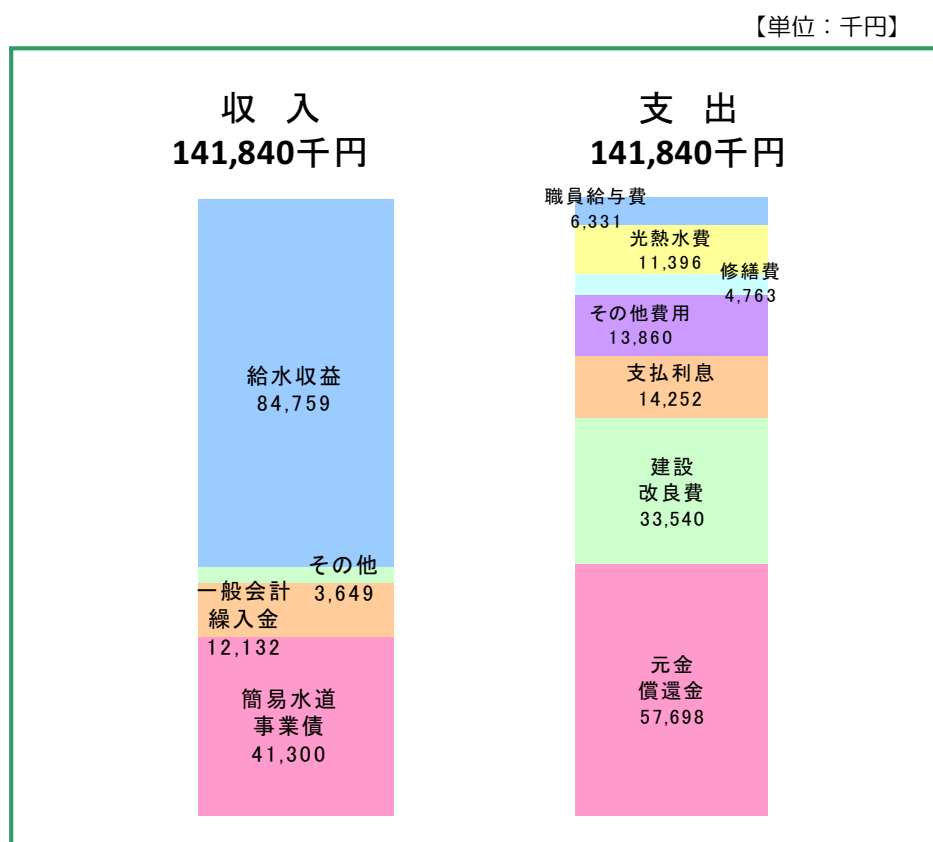 【単位：千円】
収 入
141,840千円
給水収益
84,759
その他
3,649
一般会計
繰入金
12,132
簡易水道
事業債
41,300
支 出
141,840千円
職員給与費
6,331
光熱水費
11,396
修繕費
4,763
その他費用
13,860
支払利息
14,252
建設
改良費
33,540
元金
償還金
57,698